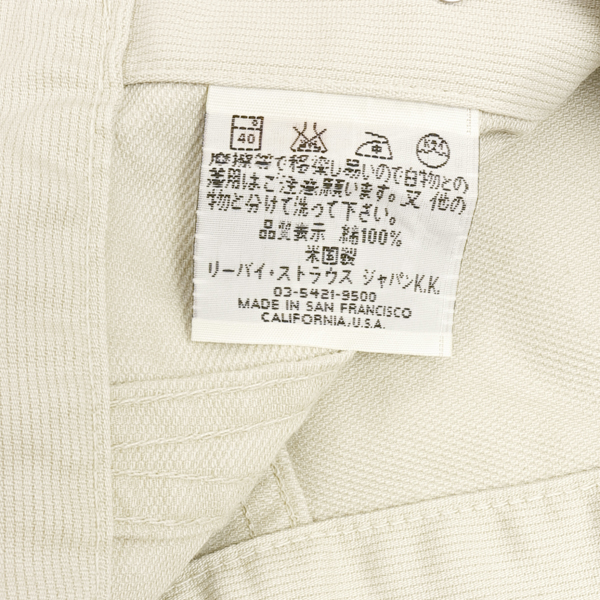 40
摩擦等で移染し易いので白物との
着用はご注意願います。又 他の
物と分けて洗って下さい。
品質表示 綿100%
米国製
リーバイ・ストラウス ジャパンK.K.
03-5421-9500
MADE IN SAN FRANCISCO
CALIFORNIA, U.S.A.